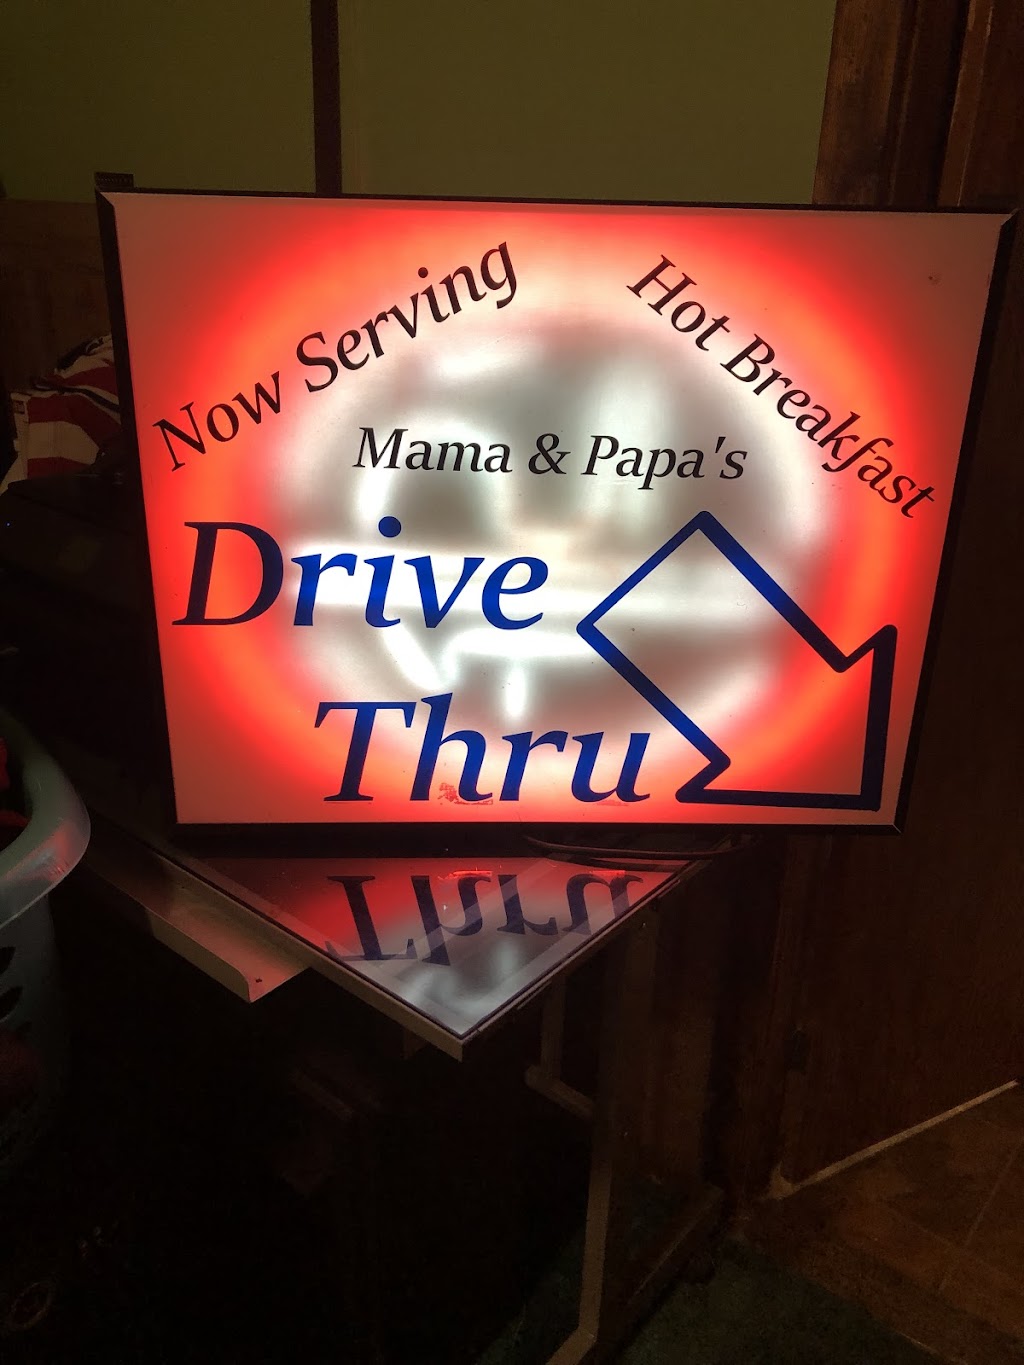 Now Serving
Hot Breakfast
Mama & Papa's
Drive
Thru